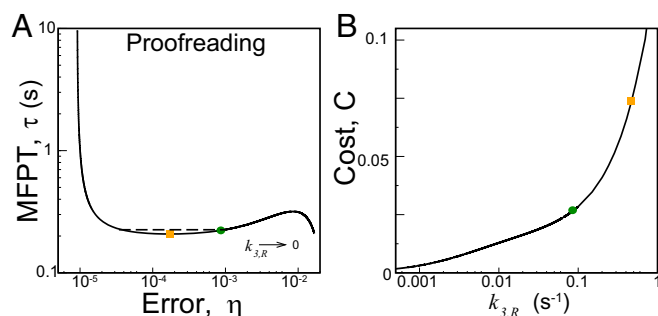 A
Proofreading
MFPT, τ (s)
10
1
0.1
k3,R → 0
10⁻⁵
10⁻⁴
10⁻³
10⁻²
Error, η
B
Cost, C
0.1
0.05
0
0.001
0.01
0.1
1
k3,R (s⁻¹)